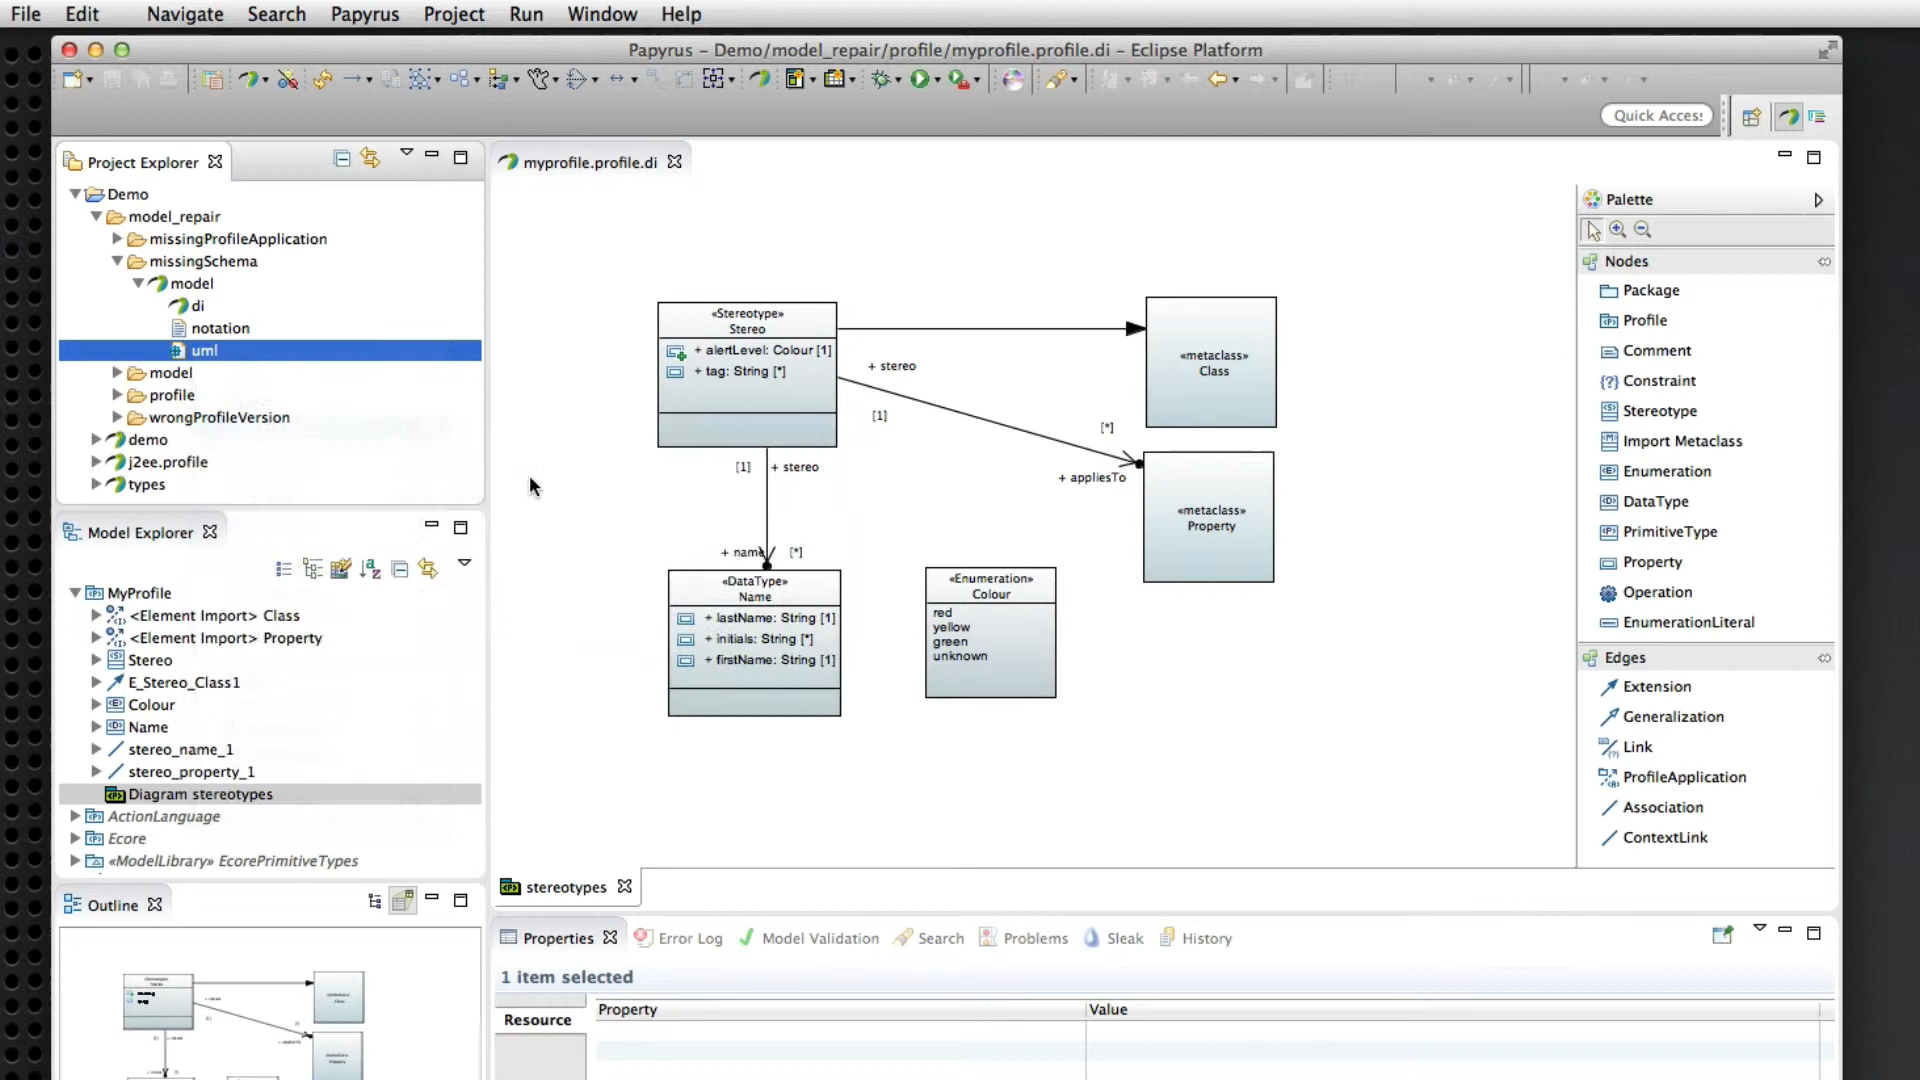 File Edit Navigate Search Papyrus Project Run Window Help
Papyrus – Demo/model_repair/profile/myprofile.profile.di – Eclipse Platform
Quick Access
Project Explorer
Demo
model_repair
missingProfileApplication
missingSchema
model
di
notation
uml
model
profile
wrongProfileVersion
demo
j2ee.profile
types
Model Explorer
MyProfile
<Element Import> Class
<Element Import> Property
Stereo
E_Stereo_Class1
Colour
Name
stereo_name_1
stereo_property_1
Diagram stereotypes
ActionLanguage
Ecore
«ModelLibrary» EcorePrimitiveTypes
Outline
myprofile.profile.di
«Stereotype»
Stereo
+ alertLevel: Colour [1]
+ tag: String [*]
«metaclass»
Class
+ stereo
[1]
[*]
+ appliesTo
«metaclass»
Property
[1] + stereo
+ name [*]
«DataType»
Name
+ lastName: String [1]
+ initials: String [*]
+ firstName: String [1]
«Enumeration»
Colour
red
yellow
green
unknown
Palette
Nodes
Package
Profile
Comment
Constraint
Stereotype
Import Metaclass
Enumeration
DataType
PrimitiveType
Property
Operation
EnumerationLiteral
Edges
Extension
Generalization
Link
ProfileApplication
Association
ContextLink
stereotypes
Properties Error Log Model Validation Search Problems Sleak History
1 item selected
Resource
Property Value